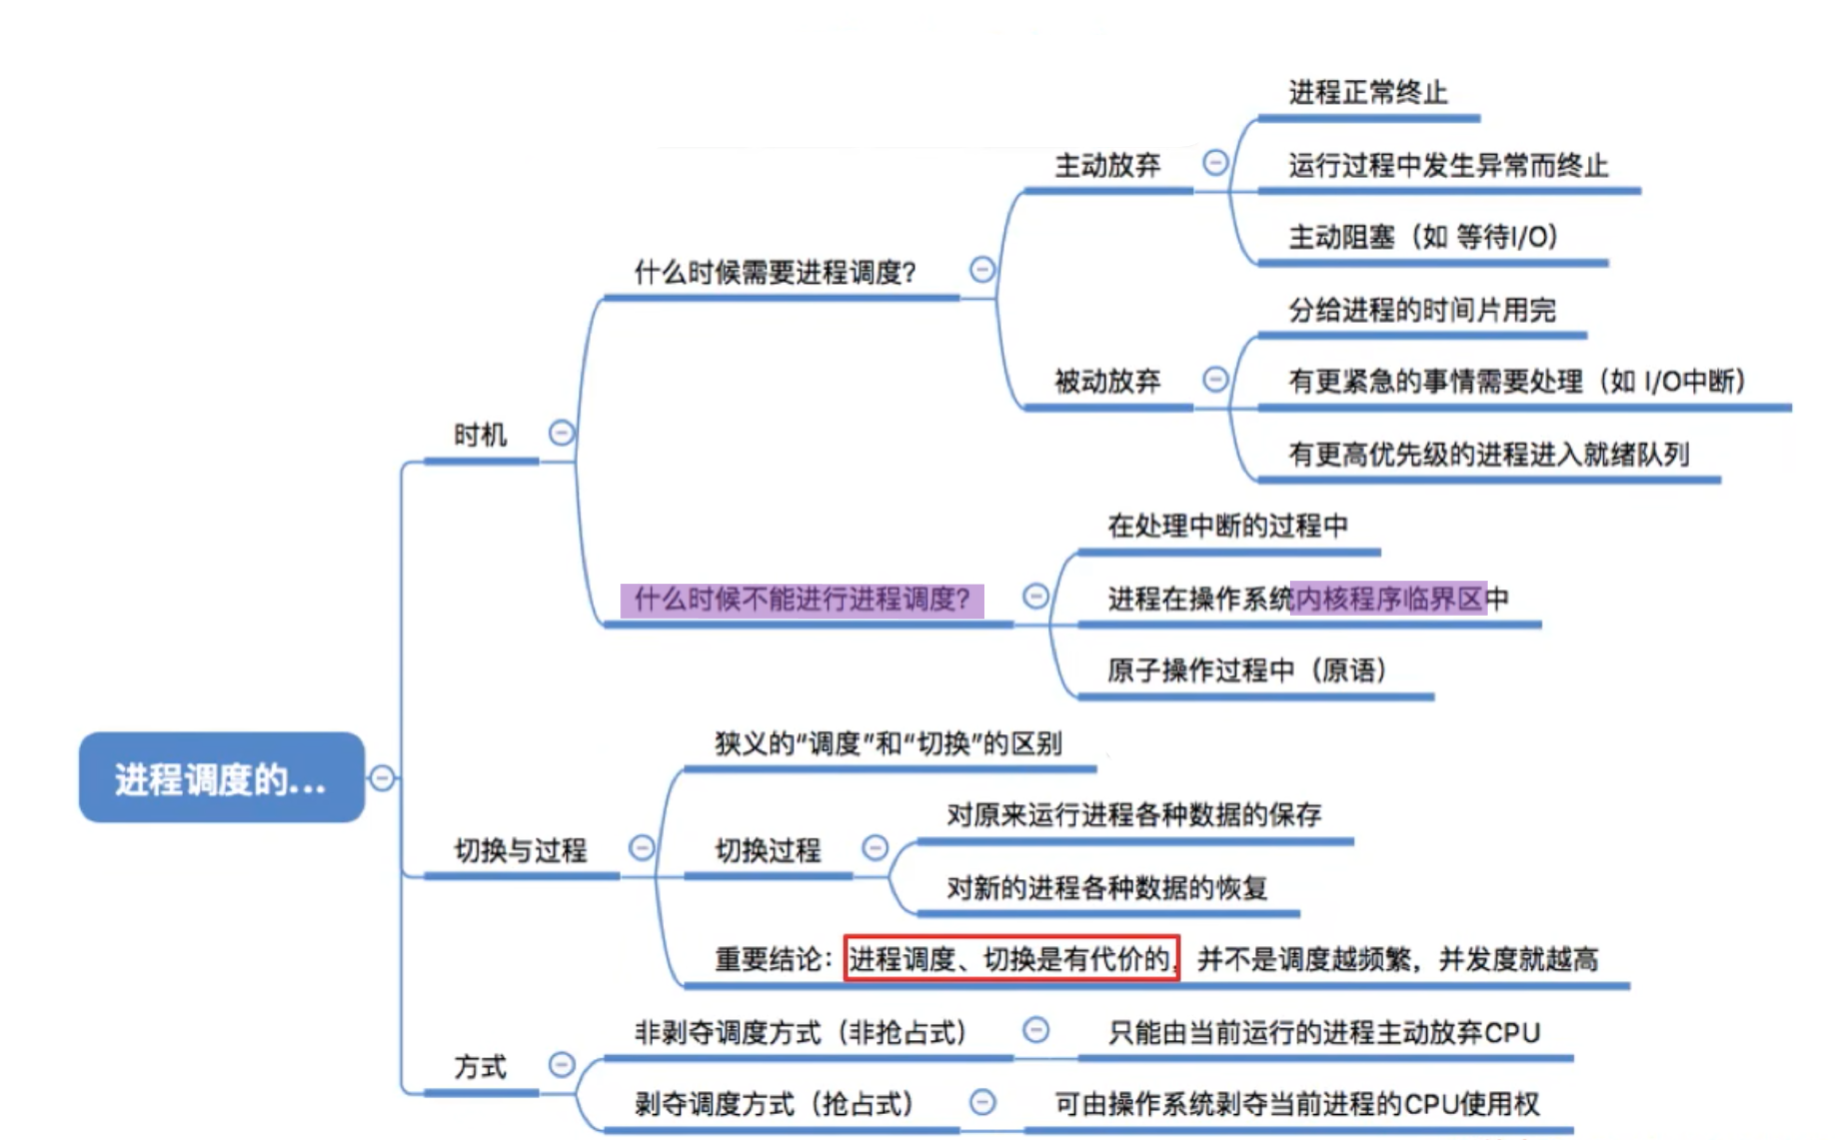 进程正常终止
主动放弃
运行过程中发生异常而终止
主动阻塞（如 等待I/O）
什么时候需要进程调度？
分给进程的时间片用完
被动放弃
有更紧急的事情需要处理（如 I/O中断）
时机
有更高优先级的进程进入就绪队列
在处理中断的过程中
什么时候不能进行进程调度？
进程在操作系统内核程序临界区中
原子操作过程中（原语）
狭义的“调度”和“切换”的区别
进程调度的...
对原来运行进程各种数据的保存
切换与过程
切换过程
对新的进程各种数据的恢复
重要结论：进程调度、切换是有代价的，并不是调度越频繁，并发度就越高
非剥夺调度方式（非抢占式）
只能由当前运行的进程主动放弃CPU
方式
剥夺调度方式（抢占式）
可由操作系统剥夺当前进程的CPU使用权